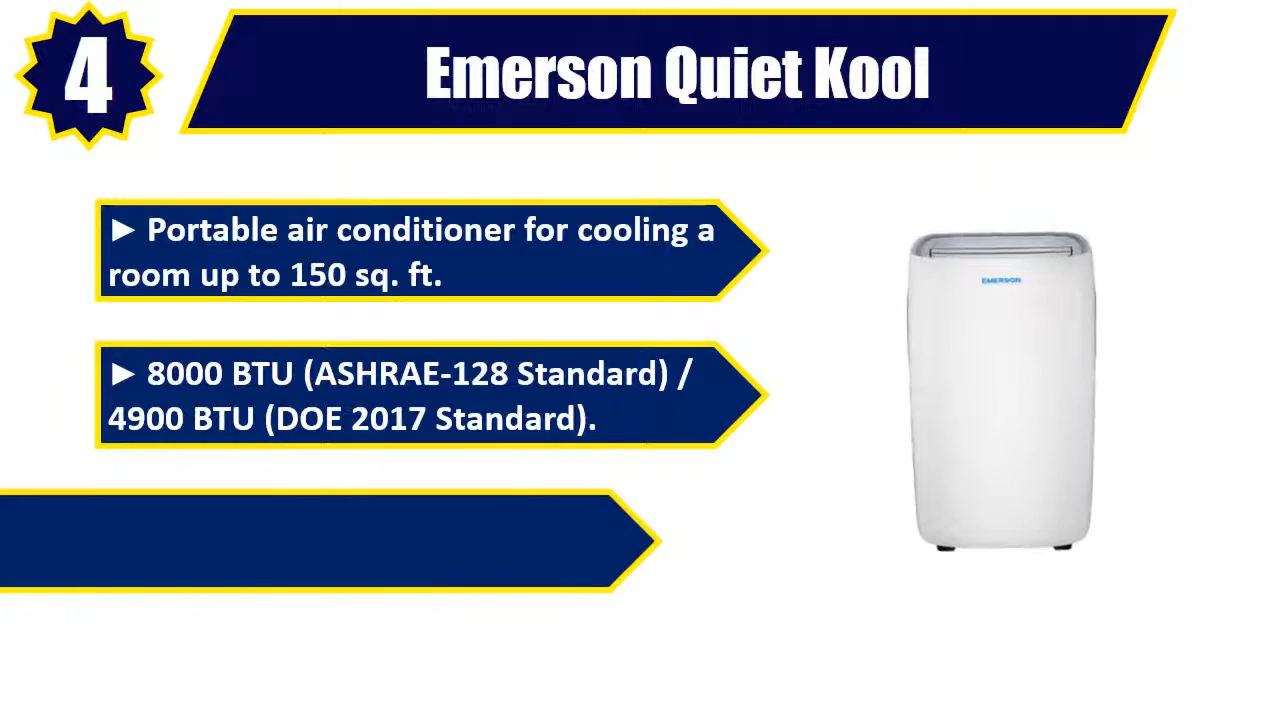 4
Emerson Quiet Kool
► Portable air conditioner for cooling a
room up to 150 sq. ft.
EMERSON
► 8000 BTU (ASHRAE-128 Standard) /
4900 BTU (DOE 2017 Standard).